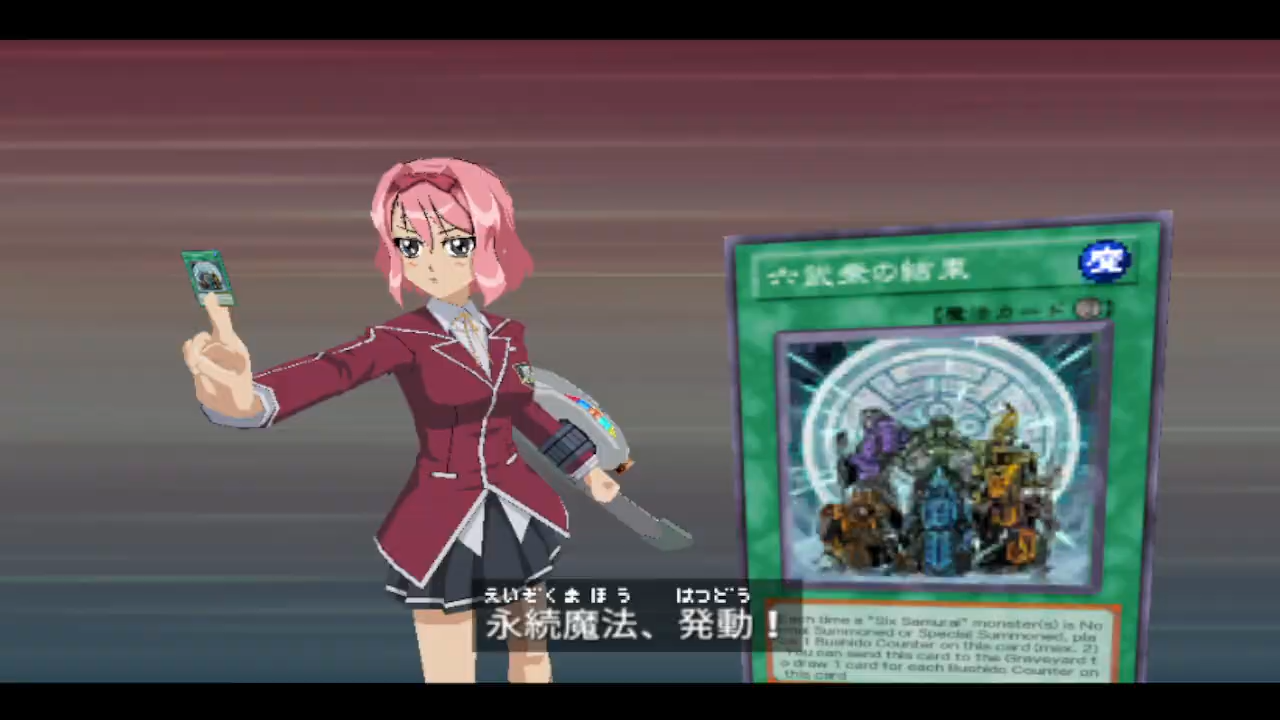 六武衆の結束
【魔法カード】
Each time a "Six Samurai" monster(s) is No
mal Summoned or Special Summoned, pla
ce 1 Bushido Counter on this card (max. 2)
You can send this card to the Graveyard t
o draw 1 card for each Bushido Counter on
this card
えいぞくまほう はつどう
永続魔法、発動！